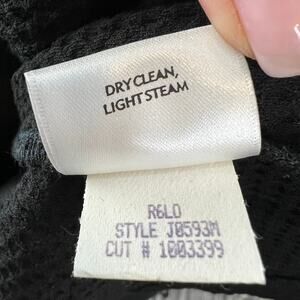 DRY CLEAN,
LIGHT STEAM
R6LO
STYLE J0593M
CUT # 1003399